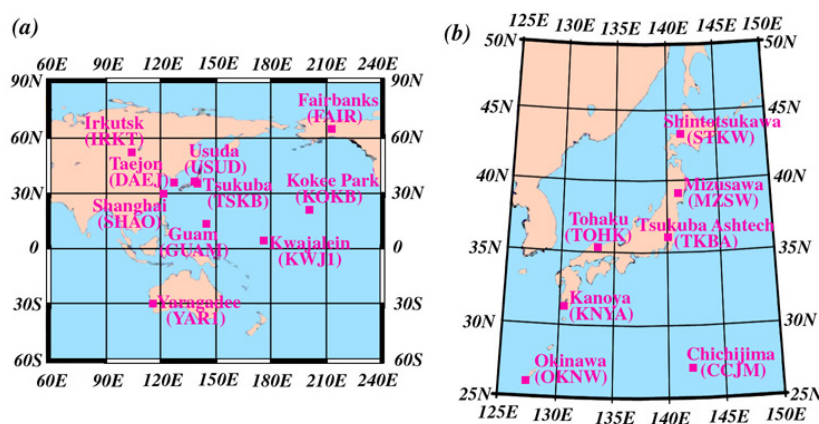 (a)
60E 90E 120E 150E 180E 210E 240E
90N 90N
Fairbanks
(FAIR)
60N 60N
Irkutsk
(IRKT)
Usuda
(USUD)
Taejon
(DAEJ)
Tsukuba
(TSKB)
Kokee Park
(KOKB)
30N 30N
Shanghai
(SHAO)
Guam
(GUAM)
0 0
Kwajalein
(KWJ1)
30S 30S
Yaragadee
(YAR1)
60S 60S
60E 90E 120E 150E 180E 210E 240E
(b)
125E 130E 135E 140E 145E 150E
50N 50N
45N 45N
Shintotsukawa
(STKW)
40N 40N
Mizusawa
(MZSW)
Tohaku
(TOHK)
Tsukuba Ashtech
(TKBA)
35N 35N
Kanoya
(KNYA)
30N 30N
Okinawa
(OKNW)
Chichijima
(CCJM)
25N 25N
125E 130E 135E 140E 145E 150E